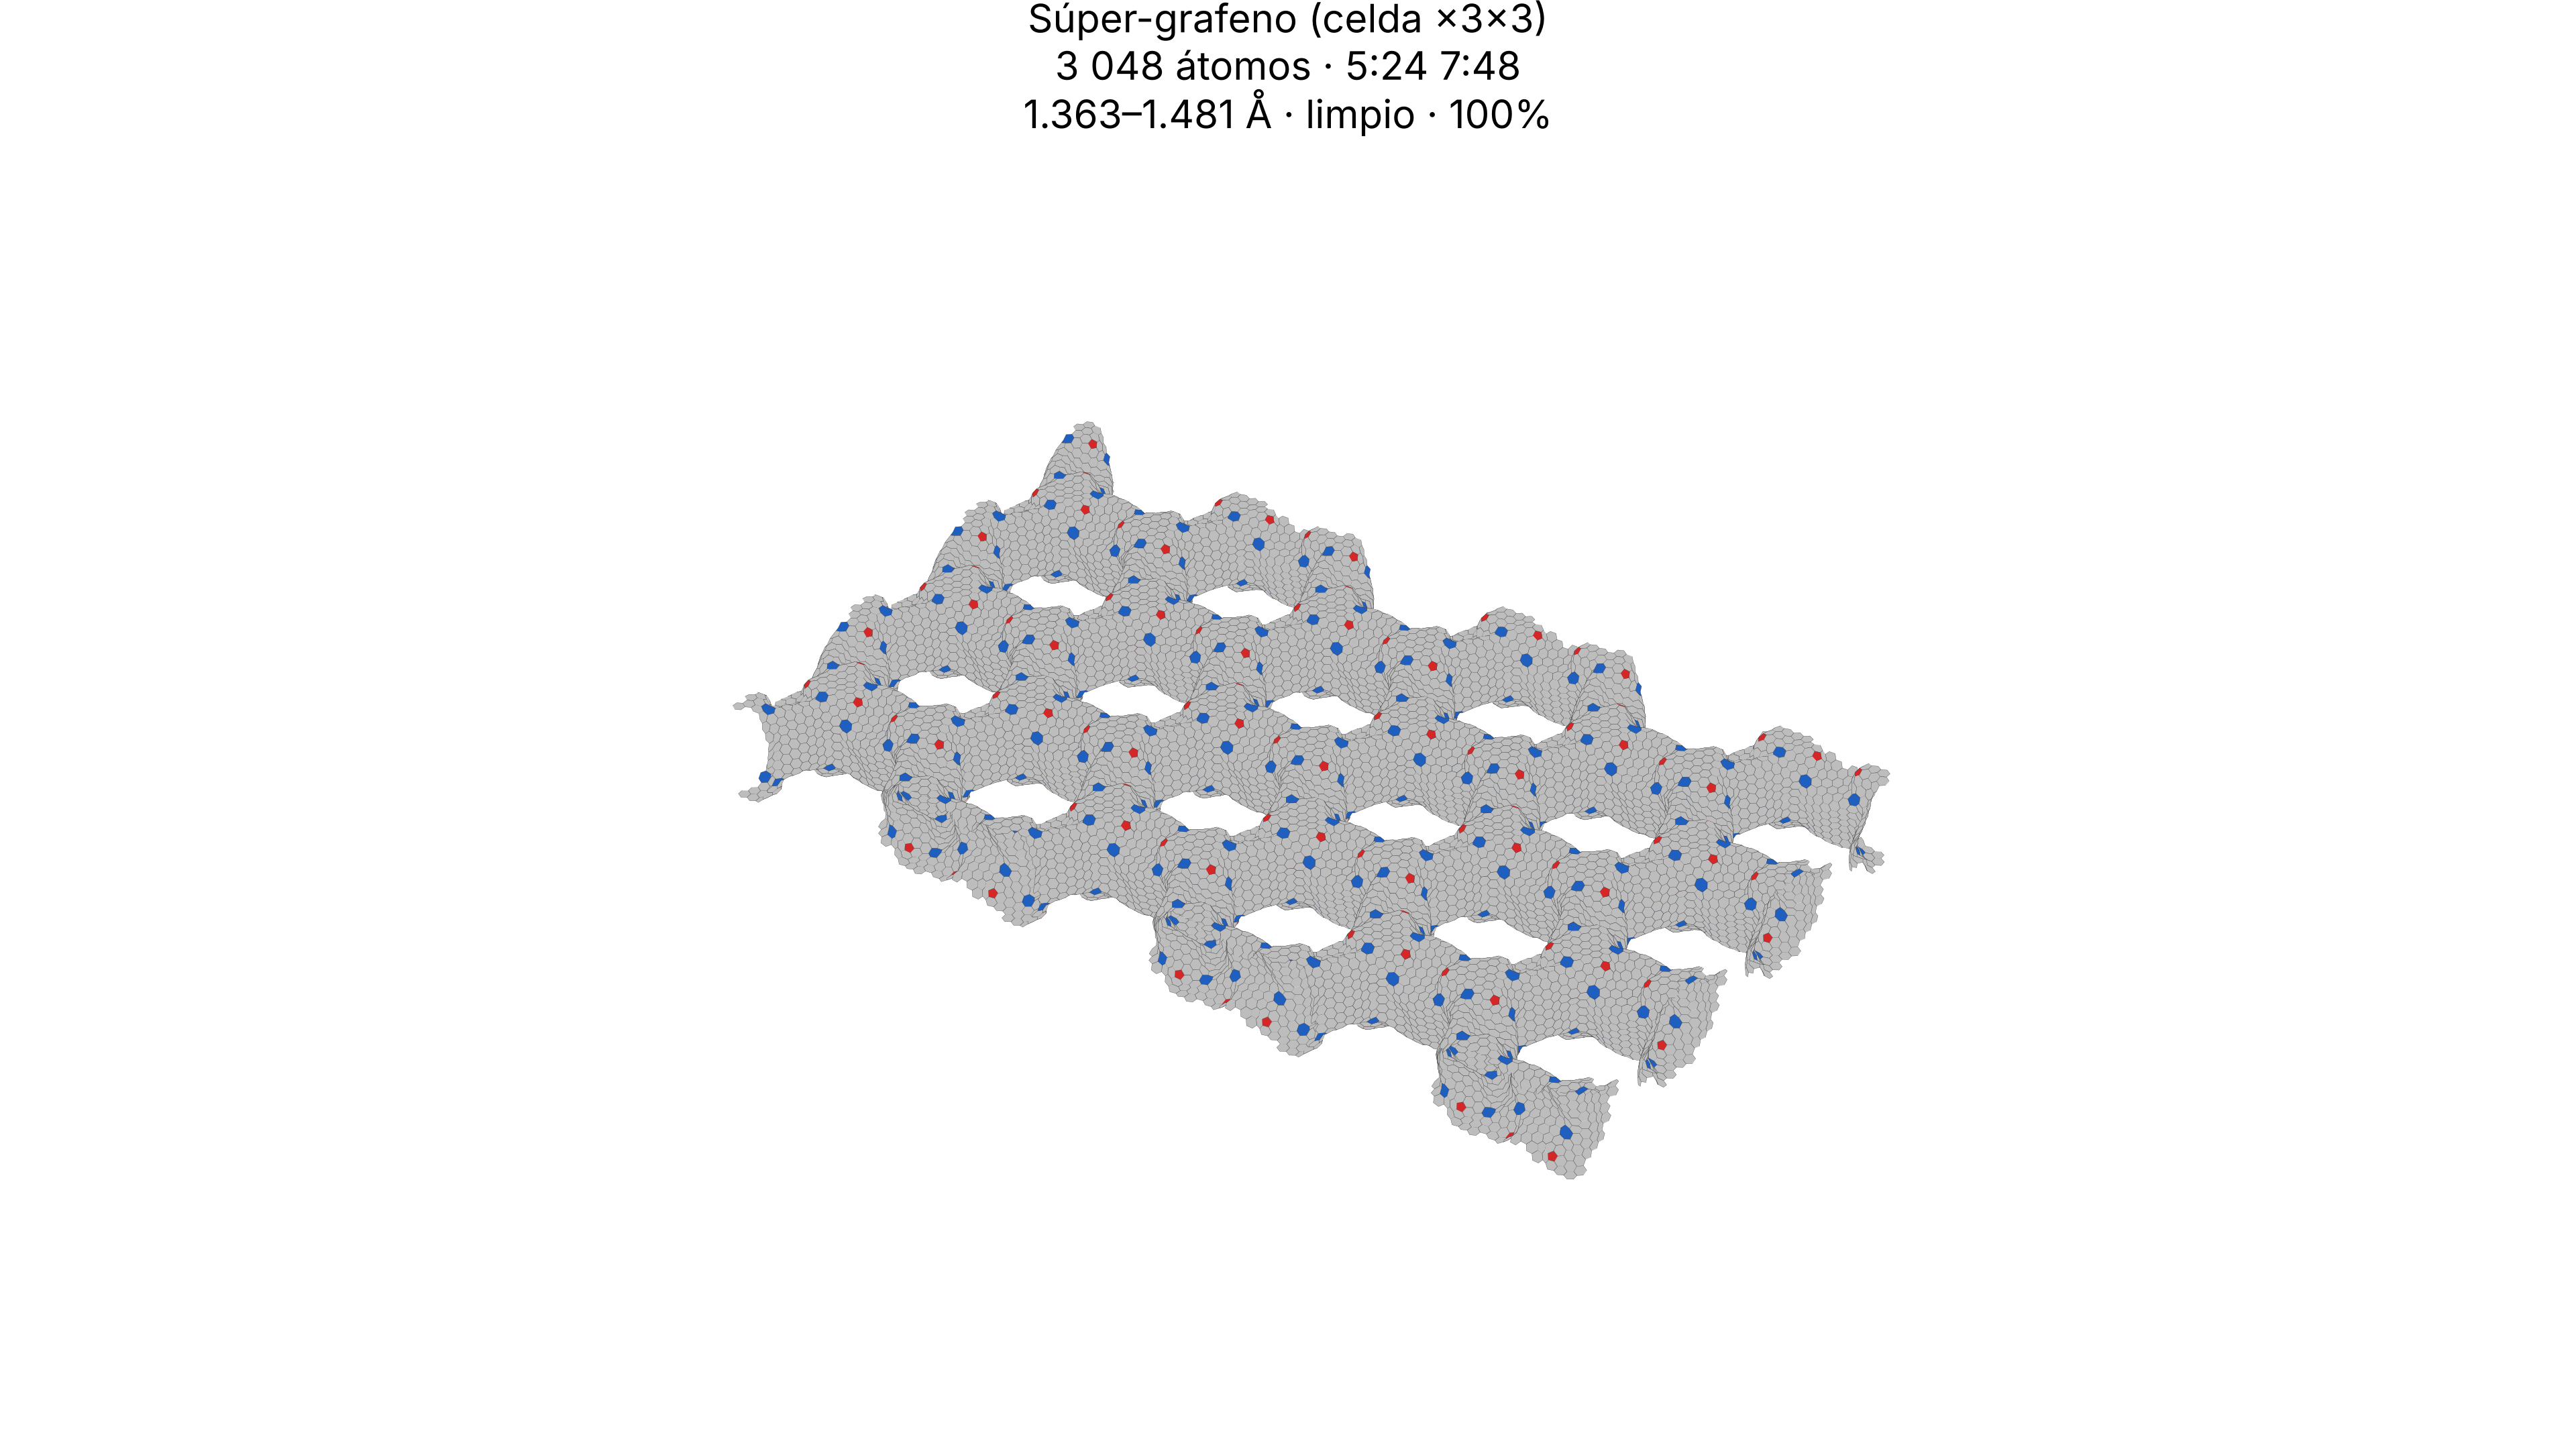 Súper-grafeno (celda ×3×3)
3 048 átomos · 5:24 7:48
1.363–1.481 Å · limpio · 100%